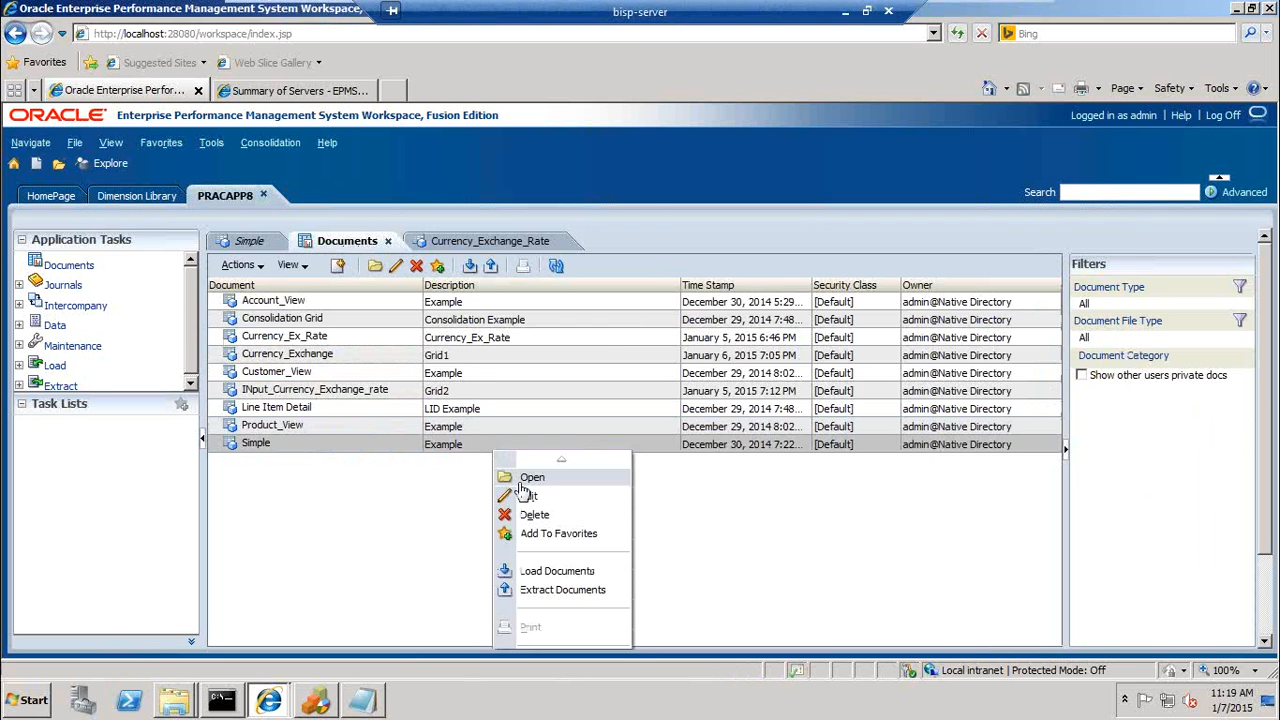 Oracle Enterprise Performance Management System Workspace,
bisp-server
http://localhost:28080/workspace/index.jsp
Bing
Favorites
Suggested Sites
Web Slice Gallery
Oracle Enterprise Perfor...
Summary of Servers - EPMS...
Page
Safety
Tools
ORACLE
Enterprise Performance Management System Workspace, Fusion Edition
Logged in as admin
Help
Log Off
Navigate File View Favorites Tools Consolidation Help
Explore
HomePage
Dimension Library
PRACAPP8
Search
Advanced
Application Tasks
Documents
Journals
Intercompany
Data
Maintenance
Load
Extract
Task Lists
Simple
Documents
Currency_Exchange_Rate
Actions
View
Document Description Time Stamp Security Class Owner
Account_View Example December 30, 2014 5:29... [Default] admin@Native Directory
Consolidation Grid Consolidation Example December 29, 2014 7:48... [Default] admin@Native Directory
Currency_Ex_Rate Currency_Ex_Rate January 5, 2015 6:46 PM [Default] admin@Native Directory
Currency_Exchange Grid1 January 6, 2015 7:05 PM [Default] admin@Native Directory
Customer_View Example December 29, 2014 8:02... [Default] admin@Native Directory
INput_Currency_Exchange_rate Grid2 January 5, 2015 7:12 PM [Default] admin@Native Directory
Line Item Detail LID Example December 29, 2014 7:48... [Default] admin@Native Directory
Product_View Example December 29, 2014 8:02... [Default] admin@Native Directory
Simple Example December 30, 2014 7:22... [Default] admin@Native Directory
Open
Delete
Add To Favorites
Load Documents
Extract Documents
Print
Filters
Document Type
All
Document File Type
All
Document Category
Show other users private docs
Local intranet | Protected Mode: Off
100%
Start
11:19 AM
1/7/2015